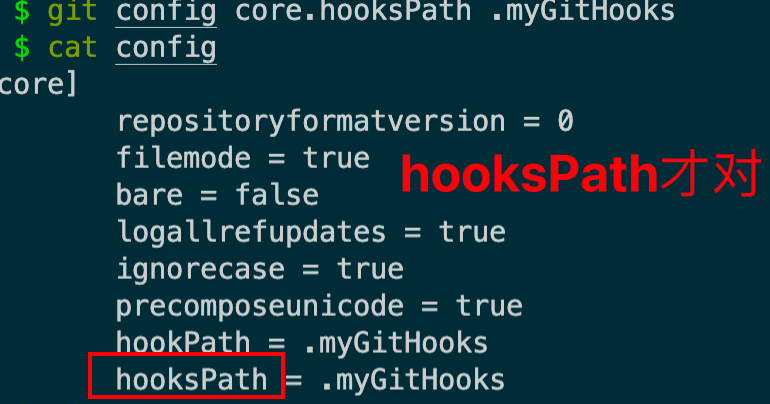 $ git config core.hooksPath .myGitHooks
$ cat config
core]
repositoryformatversion = 0
filemode = true
hooksPath才对
bare = false
logallrefupdates = true
ignorecase = true
precomposeunicode = true
hookPath = .myGitHooks
hooksPath = .myGitHooks